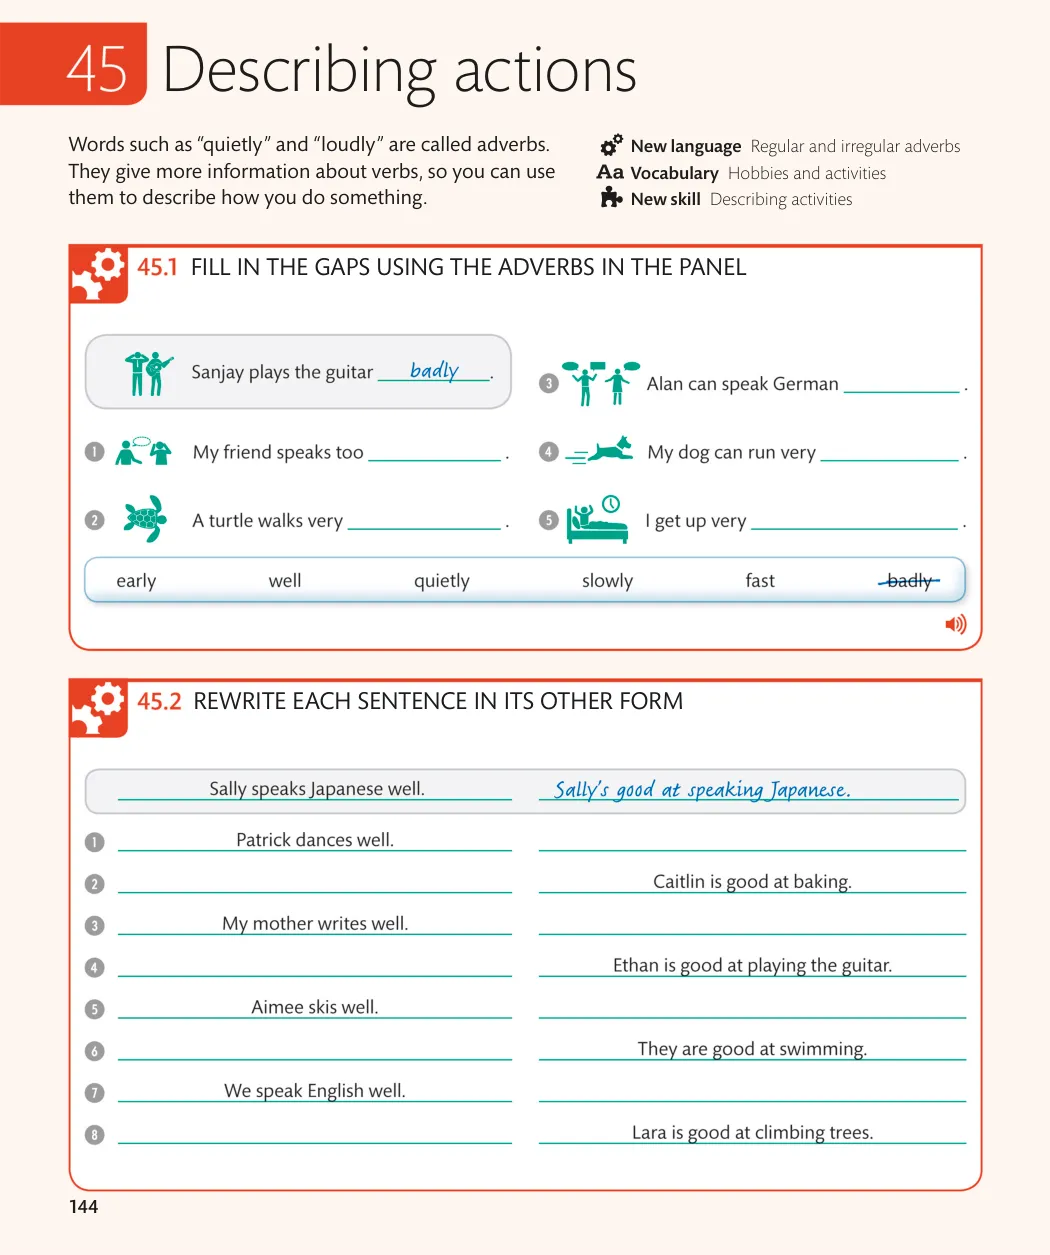 45 Describing actions
Words such as “quietly” and “loudly” are called adverbs.
They give more information about verbs, so you can use
them to describe how you do something.
New language Regular and irregular adverbs
Aa Vocabulary Hobbies and activities
New skill Describing activities
45.1 FILL IN THE GAPS USING THE ADVERBS IN THE PANEL
Sanjay plays the guitar badly.
1 My friend speaks too ____________ .
2 A turtle walks very ____________ .
3 Alan can speak German ____________ .
4 My dog can run very ____________ .
5 I get up very ____________ .
early well quietly slowly fast badly
45.2 REWRITE EACH SENTENCE IN ITS OTHER FORM
Sally speaks Japanese well. Sally’s good at speaking Japanese.
1 Patrick dances well.
2 Caitlin is good at baking.
3 My mother writes well.
4 Ethan is good at playing the guitar.
5 Aimee skis well.
6 They are good at swimming.
7 We speak English well.
8 Lara is good at climbing trees.
144